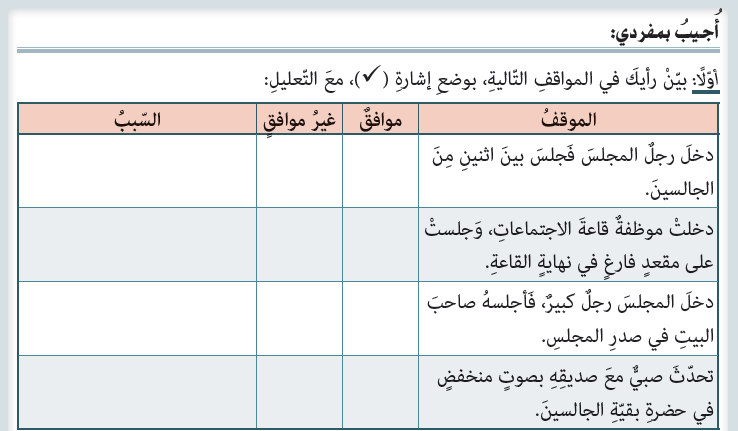 أُجيبُ بمفردي:
أوّلًا: بيّنْ رأيكَ في المواقفِ التّاليةِ، بوضعِ إشارةِ (✓)، معَ التّعليلِ:
الموقفُ موافقٌ غيرُ موافقٍ السّببُ
دخلَ رجلٌ المجلسَ فَجلسَ بينَ اثنينِ مِنَ
الجالسينَ.
دخلتْ موظفةٌ قاعةَ الاجتماعاتِ، وَجلستْ
على مقعدٍ فارغٍ في نهايةِ القاعةِ.
دخلَ المجلسَ رجلٌ كبيرٌ، فَأجلسهُ صاحبَ
البيتِ في صدرِ المجلسِ.
تحدّثَ صبيٌّ معَ صديقِهِ بصوتٍ منخفضٍ
في حضرةِ بقيّةِ الجالسينَ.